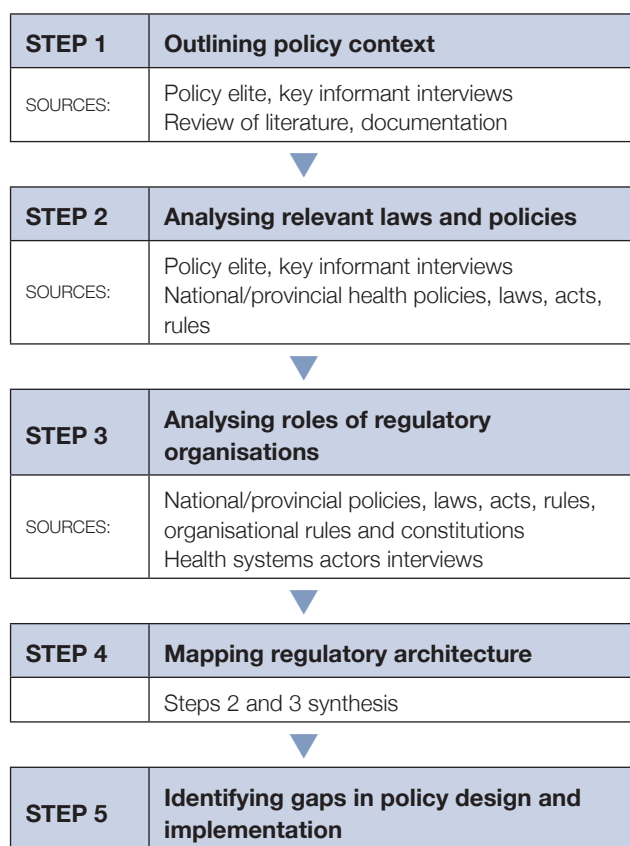 STEP 1 Outlining policy context
SOURCES: Policy elite, key informant interviews
Review of literature, documentation
STEP 2 Analysing relevant laws and policies
SOURCES: Policy elite, key informant interviews
National/provincial health policies, laws, acts,
rules
STEP 3 Analysing roles of regulatory
organisations
SOURCES: National/provincial policies, laws, acts, rules,
organisational rules and constitutions
Health systems actors interviews
STEP 4 Mapping regulatory architecture
Steps 2 and 3 synthesis
STEP 5 Identifying gaps in policy design and
implementation